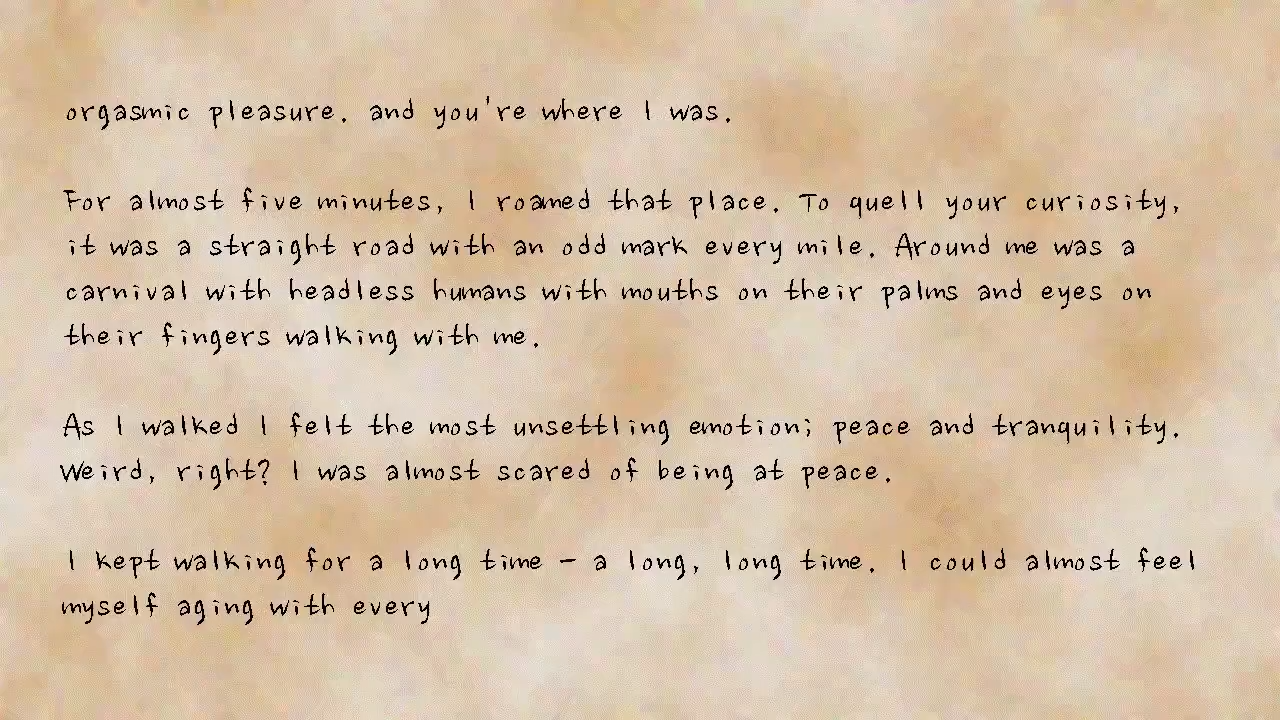 orgasmic pleasure. and you're where I was.
For almost five minutes, I roamed that place. To quell your curiosity,
it was a straight road with an odd mark every mile. Around me was a
carnival with headless humans with mouths on their palms and eyes on
their fingers walking with me.
As I walked I felt the most unsettling emotion; peace and tranquility.
Weird, right? I was almost scared of being at peace.
I kept walking for a long time - a long, long time. I could almost feel
myself aging with every